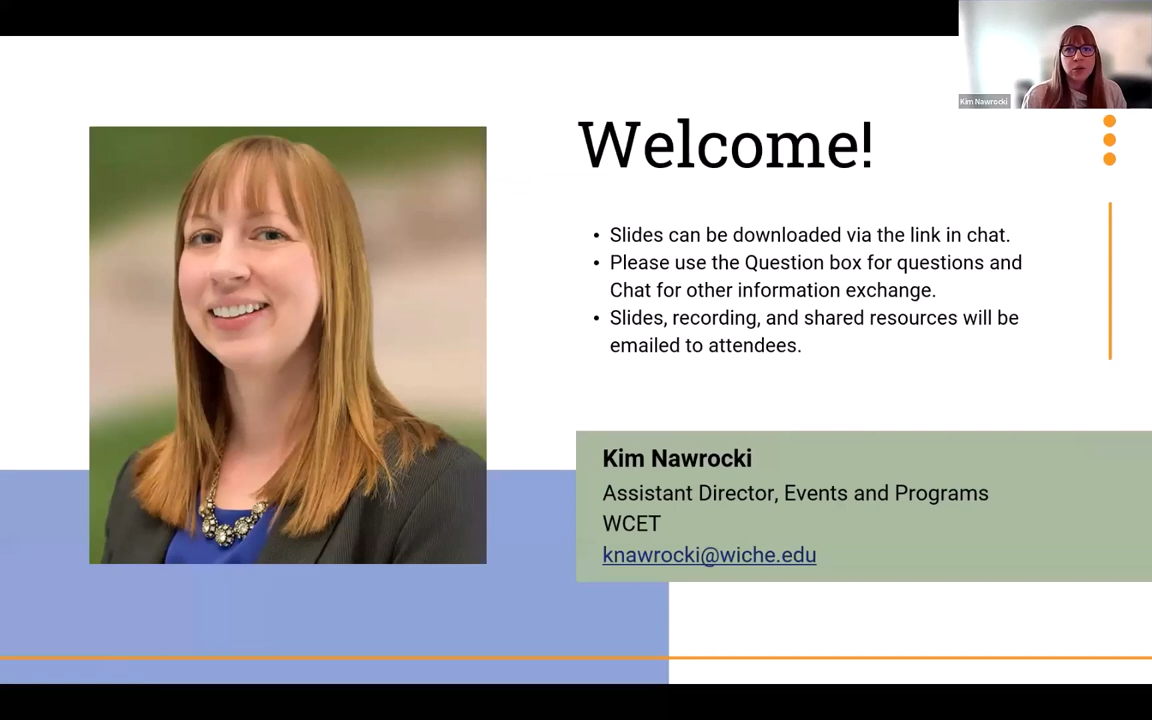 Kim Nawrocki
Welcome!
• Slides can be downloaded via the link in chat.
• Please use the Question box for questions and
Chat for other information exchange.
• Slides, recording, and shared resources will be
emailed to attendees.
Kim Nawrocki
Assistant Director, Events and Programs
WCET
knawrocki@wiche.edu